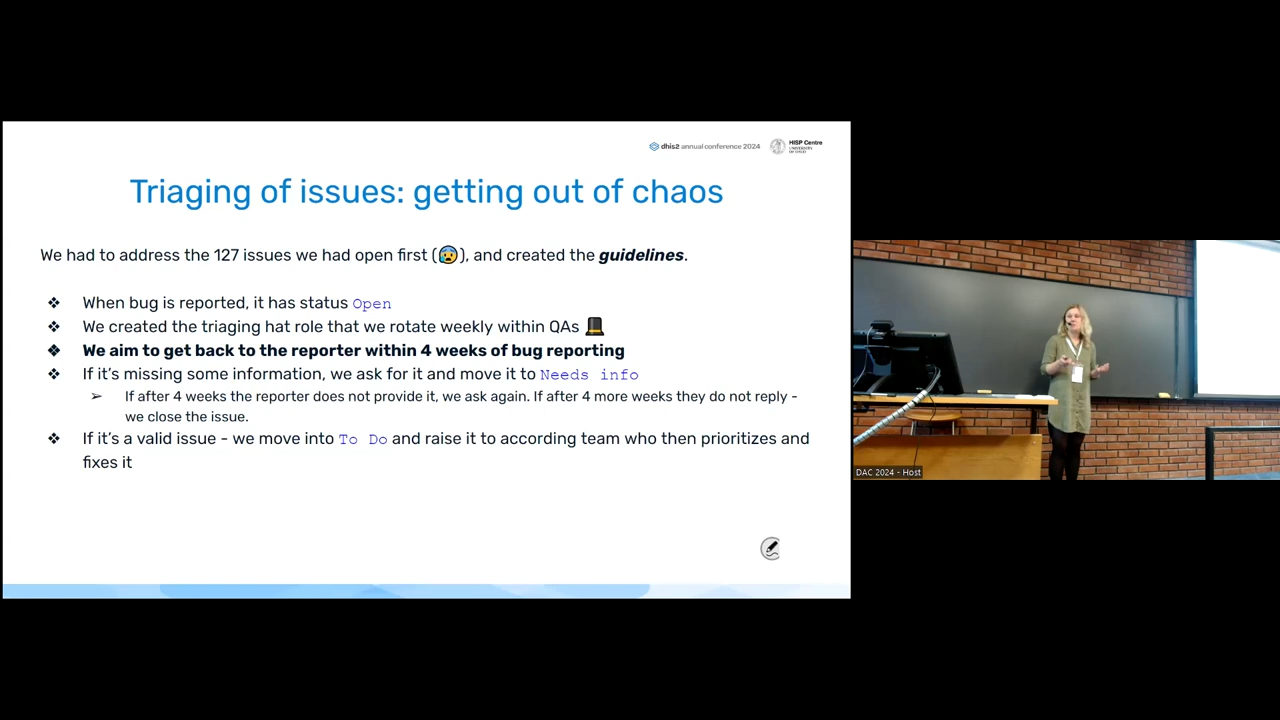 dhis2 annual conference 2024
HISP Centre
UNIVERSITY
OF OSLO
Triaging of issues: getting out of chaos
We had to address the 127 issues we had open first (😰), and created the guidelines.
❖ When bug is reported, it has status Open
❖ We created the triaging hat role that we rotate weekly within QAs 🎩
❖ We aim to get back to the reporter within 4 weeks of bug reporting
❖ If it’s missing some information, we ask for it and move it to Needs info
➢ If after 4 weeks the reporter does not provide it, we ask again. If after 4 more weeks they do not reply -
we close the issue.
❖ If it’s a valid issue - we move into To Do and raise it to according team who then prioritizes and
fixes it
DAC 2024 - Host